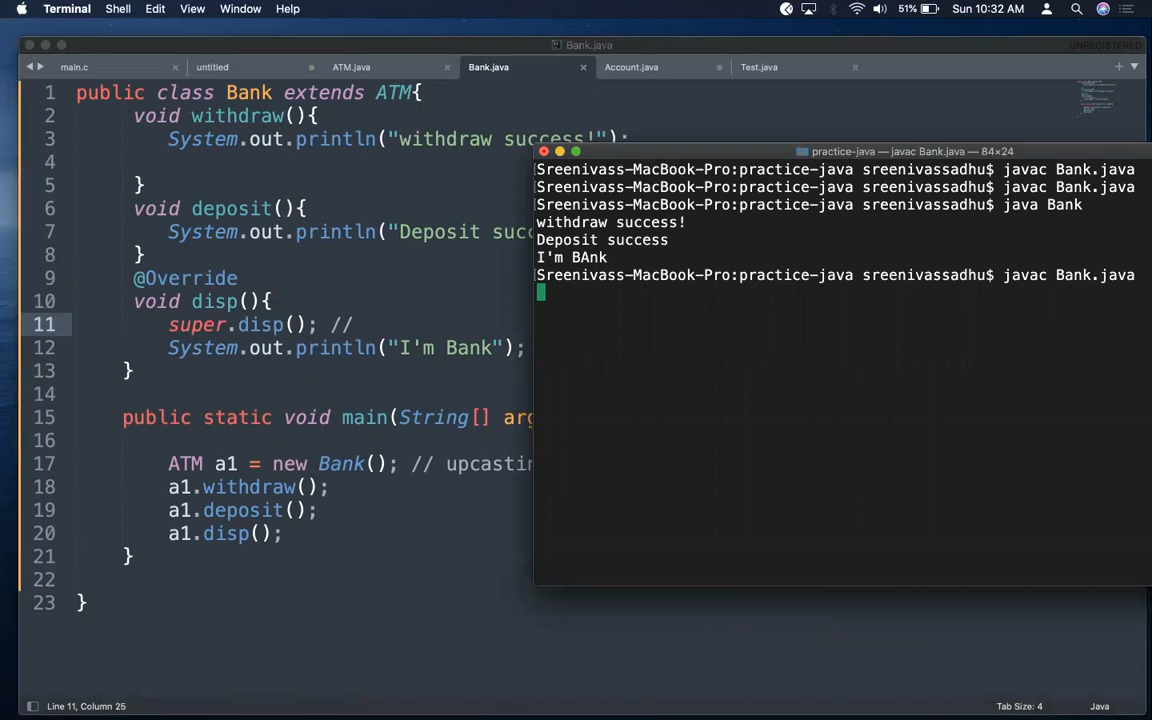 Terminal Shell Edit View Window Help 51% Sun 10:32 AM
Bank.java UNREGISTERED
main.c untitled ATM.java Bank.java Account.java Test.java
1 public class Bank extends ATM{
2 void withdraw(){
3 System.out.println("withdraw success!");
4
5 }
6 void deposit(){
7 System.out.println("Deposit succ
8 }
9 @Override
10 void disp(){
11 super.disp(); //
12 System.out.println("I'm Bank");
13 }
14
15 public static void main(String[] arg
16
17 ATM a1 = new Bank(); // upcastin
18 a1.withdraw();
19 a1.deposit();
20 a1.disp();
21 }
22
23 }
practice-java — javac Bank.java — 84×24
[Sreenivass-MacBook-Pro:practice-java sreenivassadhu$ javac Bank.java
[Sreenivass-MacBook-Pro:practice-java sreenivassadhu$ javac Bank.java
[Sreenivass-MacBook-Pro:practice-java sreenivassadhu$ java Bank
withdraw success!
Deposit success
I'm BAnk
[Sreenivass-MacBook-Pro:practice-java sreenivassadhu$ javac Bank.java
Line 11, Column 25 Tab Size: 4 Java